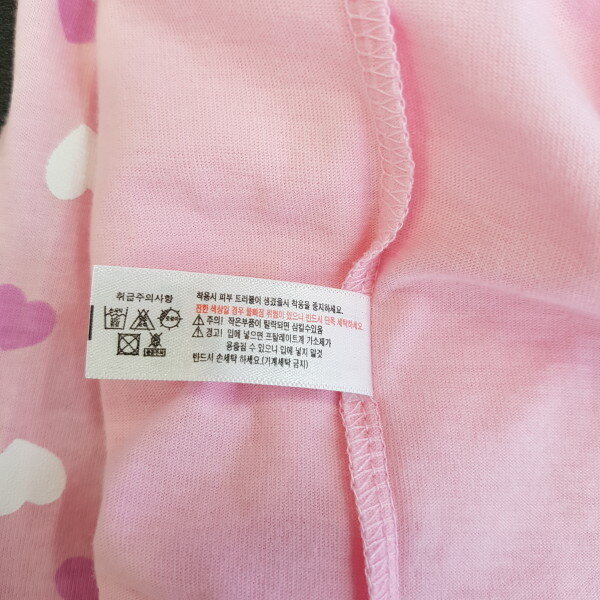 취급주의사항
착용시 피부 트러블이 생겼을시 착용을 중지하세요.
진한 색상일 경우 물빠짐 위험이 있으니 반드시 단독 세탁하세요.
주의! 작은부품이 탈락되면 삼킬수있음
경고! 입에 넣으면 프탈레이트계 가소제가
용출될 수 있으니 입에 넣지 말것
반드시 손세탁 하세요.(기계세탁 금지)